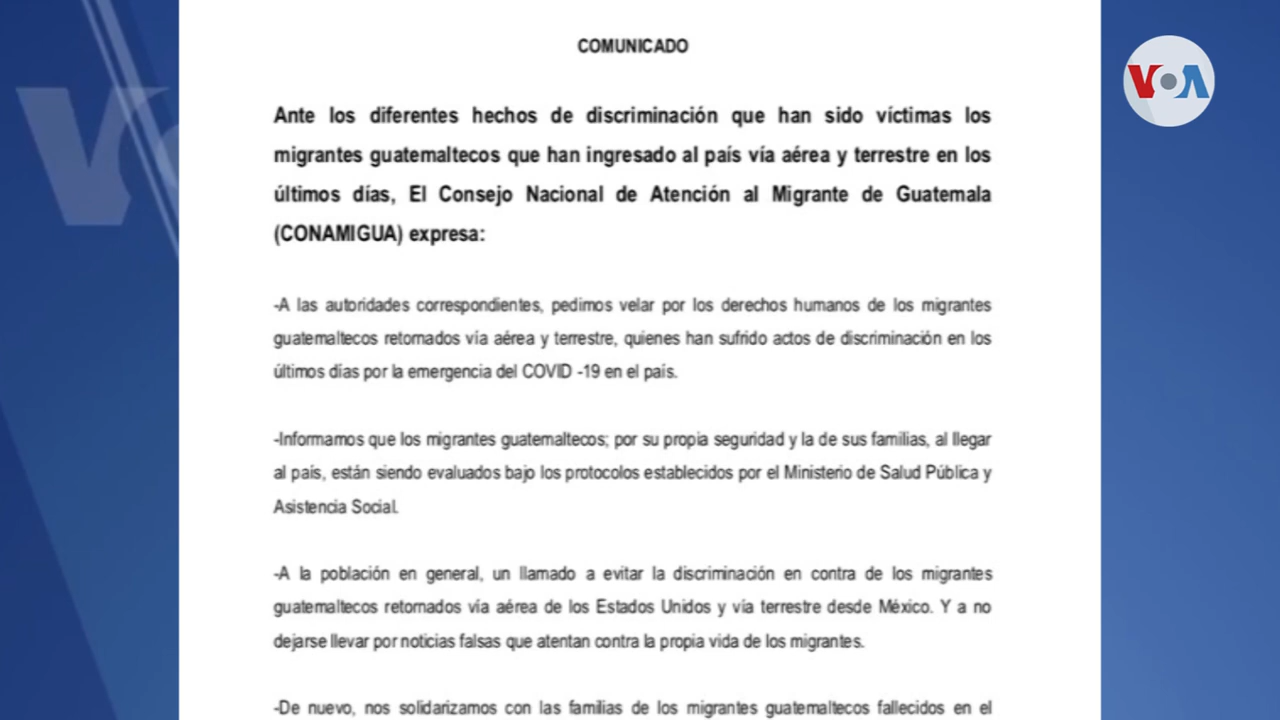 COMUNICADO
VOA
Ante los diferentes hechos de discriminación que han sido víctimas los
migrantes guatemaltecos que han ingresado al país vía aérea y terrestre en los
últimos días, El Consejo Nacional de Atención al Migrante de Guatemala
(CONAMIGUA) expresa:
-A las autoridades correspondientes, pedimos velar por los derechos humanos de los migrantes
guatemaltecos retornados vía aérea y terrestre, quienes han sufrido actos de discriminación en los
últimos días por la emergencia del COVID -19 en el país.
-Informamos que los migrantes guatemaltecos; por su propia seguridad y la de sus familias, al llegar
al país, están siendo evaluados bajo los protocolos establecidos por el Ministerio de Salud Pública y
Asistencia Social.
-A la población en general, un llamado a evitar la discriminación en contra de los migrantes
guatemaltecos retornados vía aérea de los Estados Unidos y vía terrestre desde México. Y a no
dejarse llevar por noticias falsas que atentan contra la propia vida de los migrantes.
-De nuevo, nos solidarizamos con las familias de los migrantes guatemaltecos fallecidos en el